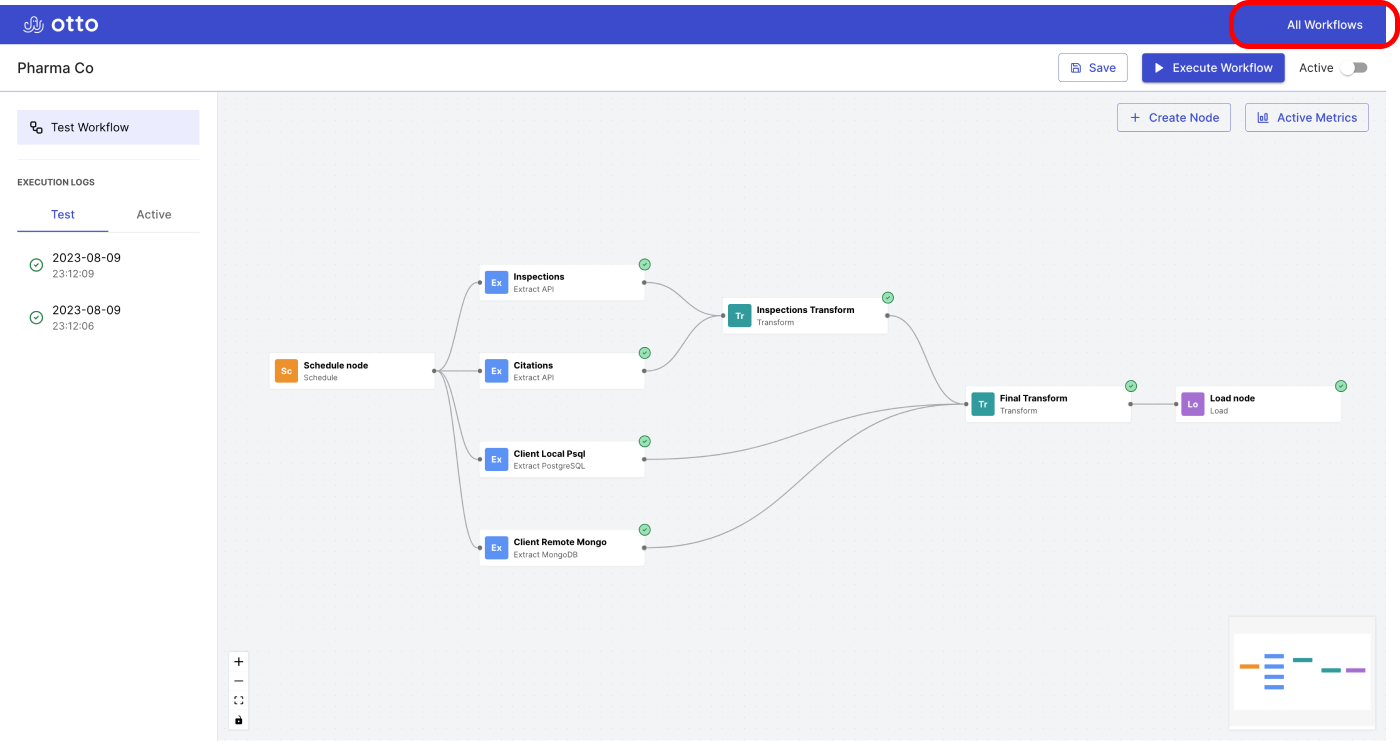 otto
All Workflows
Pharma Co
Save
Execute Workflow
Active
Test Workflow
Create Node
Active Metrics
EXECUTION LOGS
Test
Active
2023-08-09
23:12:09
2023-08-09
23:12:06
Sc
Schedule node
Schedule
Ex
Inspections
Extract API
Ex
Citations
Extract API
Ex
Client Local Psql
Extract PostgreSQL
Ex
Client Remote Mongo
Extract MongoDB
Tr
Inspections Transform
Transform
Tr
Final Transform
Transform
Lo
Load node
Load